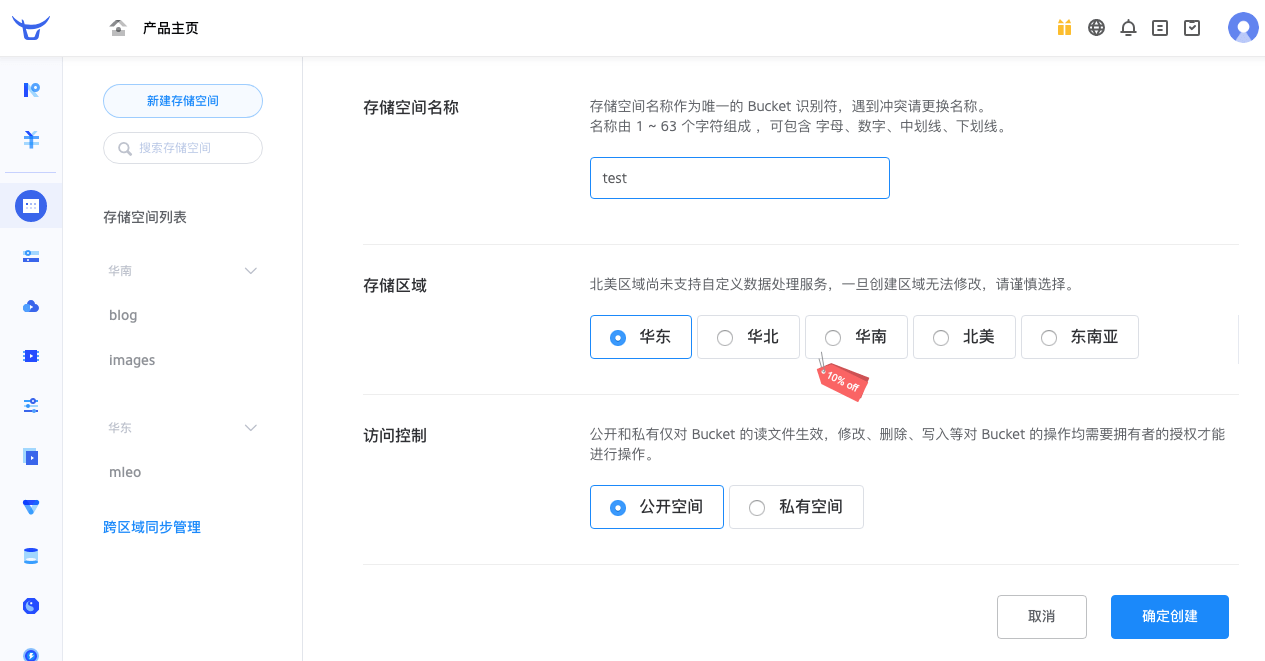 产品主页
新建存储空间
搜索存储空间
存储空间列表
华南
blog
images
华东
mleo
跨区域同步管理
存储空间名称
存储空间名称作为唯一的 Bucket 识别符，遇到冲突请更换名称。
名称由 1 ~ 63 个字符组成 ，可包含 字母、数字、中划线、下划线。
test
存储区域
北美区域尚未支持自定义数据处理服务，一旦创建区域无法修改，请谨慎选择。
华东 华北 华南 北美 东南亚
10% off
访问控制
公开和私有仅对 Bucket 的读文件生效，修改、删除、写入等对 Bucket 的操作均需要拥有者的授权才能
进行操作。
公开空间 私有空间
取消 确定创建